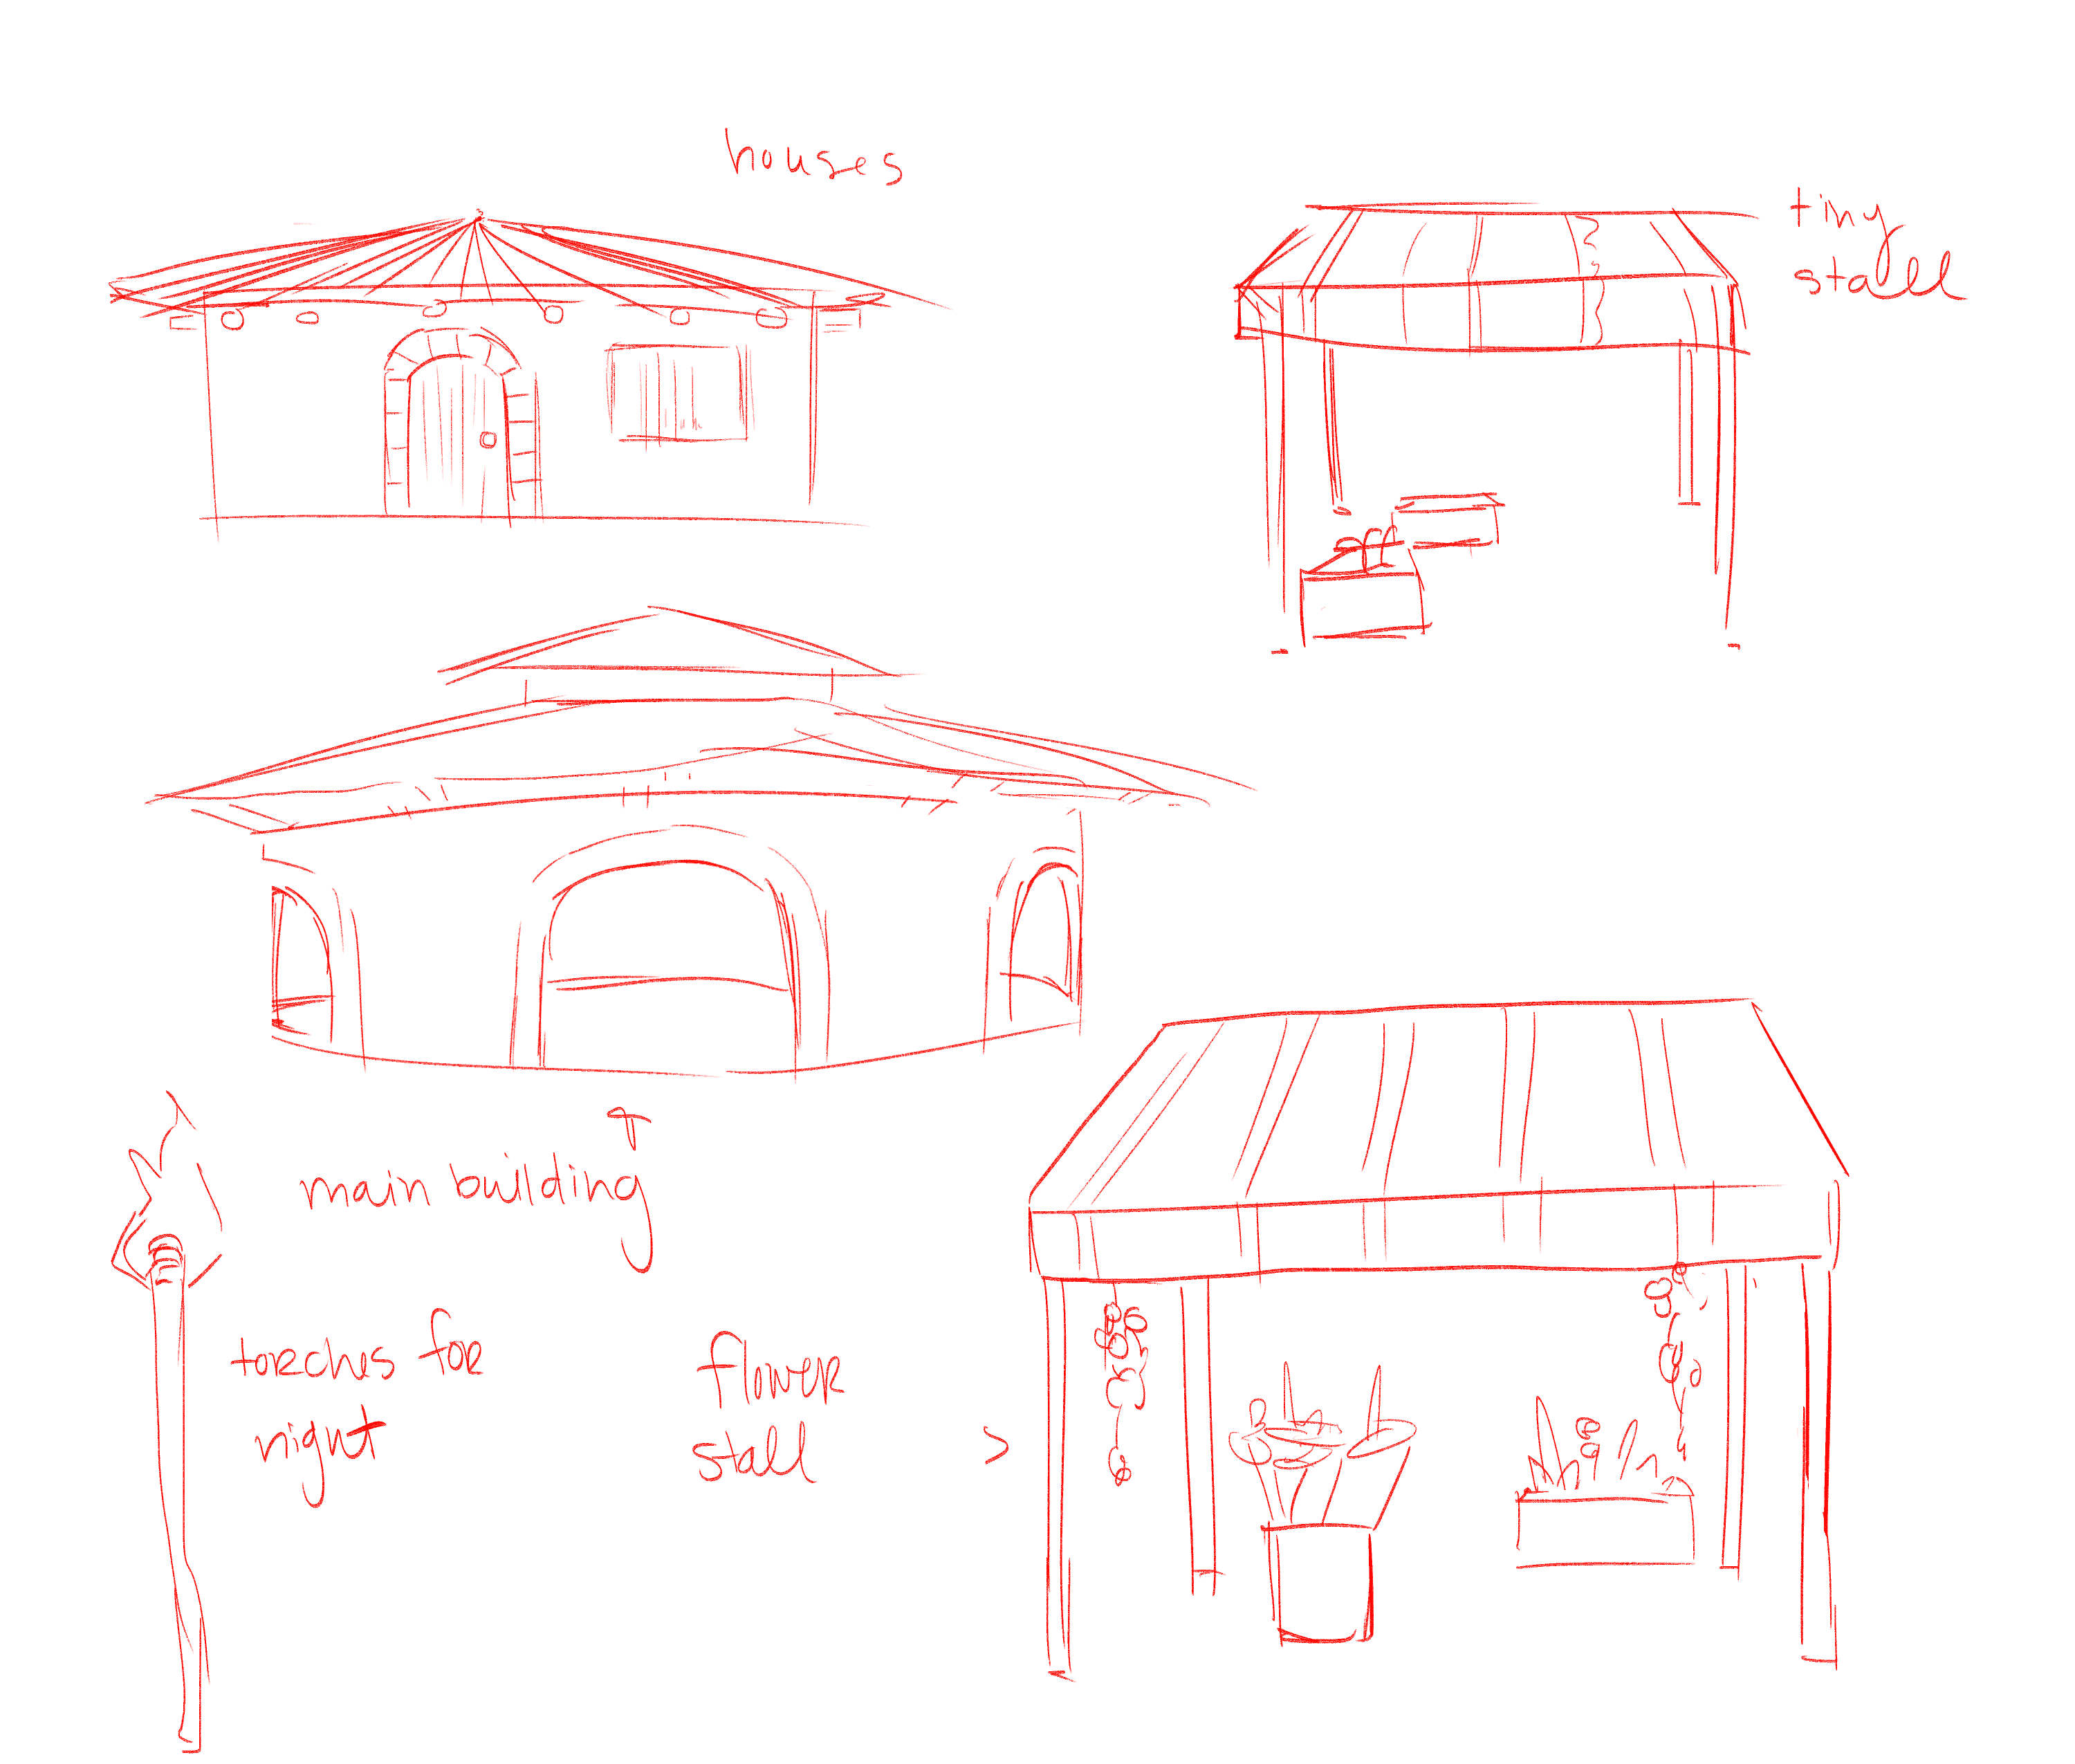 houses
tiny
stall
main building
torches for
night
flower
stall